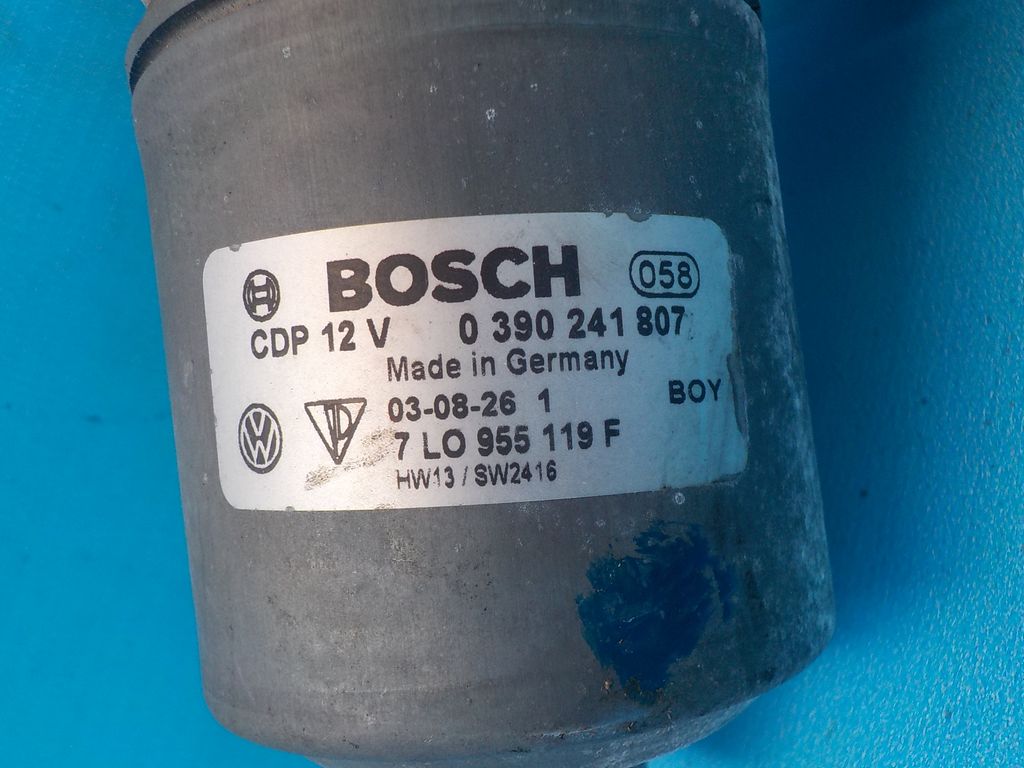 BOSCH 058
CDP 12 V 0 390 241 807
Made in Germany
03-08-26 1 BOY
7 LO 955 119 F
HW13 / SW2416